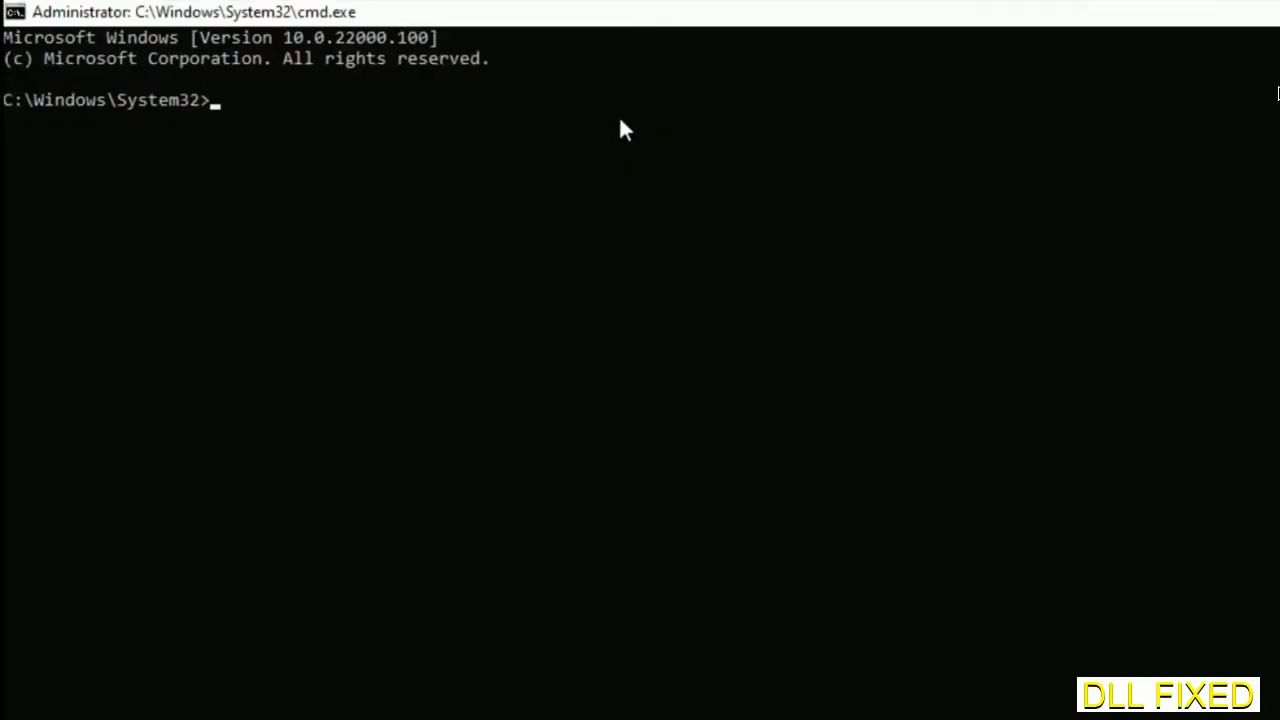 Administrator: C:\Windows\System32\cmd.exe
Microsoft Windows [Version 10.0.22000.100]
(c) Microsoft Corporation. All rights reserved.
C:\Windows\System32>
DLL FIXED